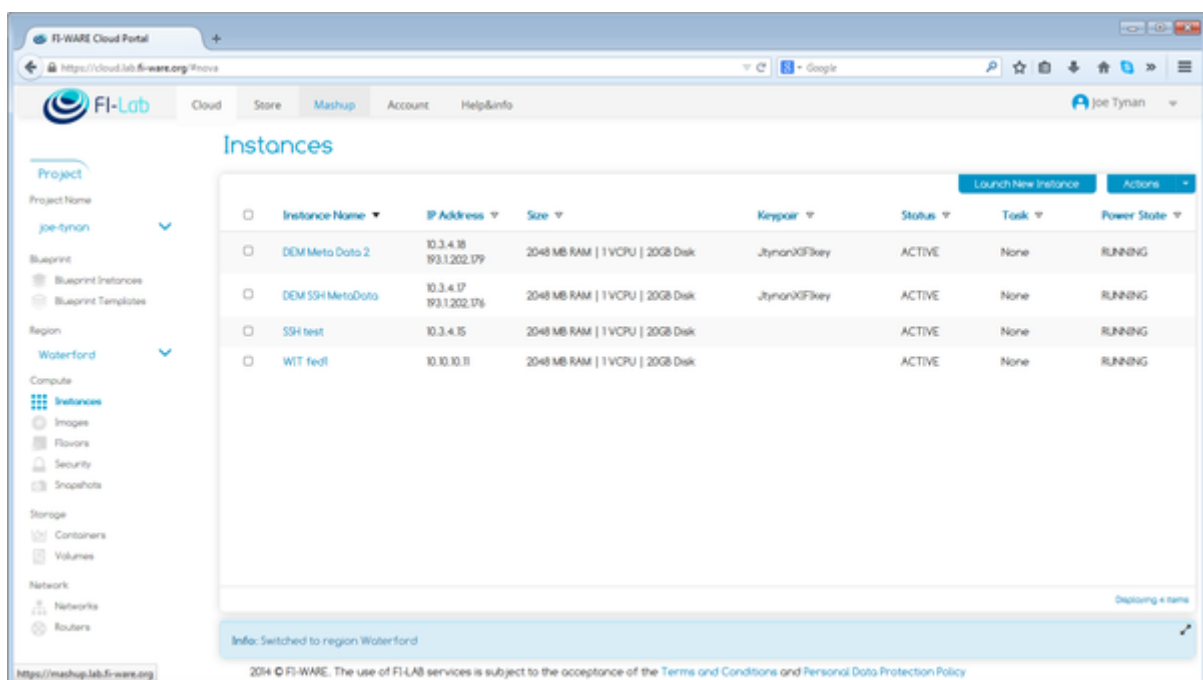 FI-WARE Cloud Portal
https://cloud.lab.fi-ware.org/#nova
Google
FI-Lab Cloud Store Mashup Account Help&info Joe Tynan
Instances
Project
Project Name
joe-tynan
Blueprint
Blueprint Instances
Blueprint Templates
Region
Waterford
Compute
Instances
Images
Flavors
Security
Snapshots
Storage
Containers
Volumes
Network
Networks
Routers
Launch New Instance Actions
Instance Name IP Address Size Keypair Status Task Power State
DEM Meta Data 2 10.3.4.18 193.1.202.179 2048 MB RAM | 1 VCPU | 20GB Disk JtynanXIFIkey ACTIVE None RUNNING
DEM SSH MetaData 10.3.4.17 193.1.202.176 2048 MB RAM | 1 VCPU | 20GB Disk JtynanXIFIkey ACTIVE None RUNNING
SSH test 10.3.4.15 2048 MB RAM | 1 VCPU | 20GB Disk ACTIVE None RUNNING
WIT fed1 10.10.10.11 2048 MB RAM | 1 VCPU | 20GB Disk ACTIVE None RUNNING
Displaying 4 items
Info: Switched to region Waterford
https://mashup.lab.fi-ware.org
2014 © FI-WARE. The use of FI-LAB services is subject to the acceptance of the Terms and Conditions and Personal Data Protection Policy